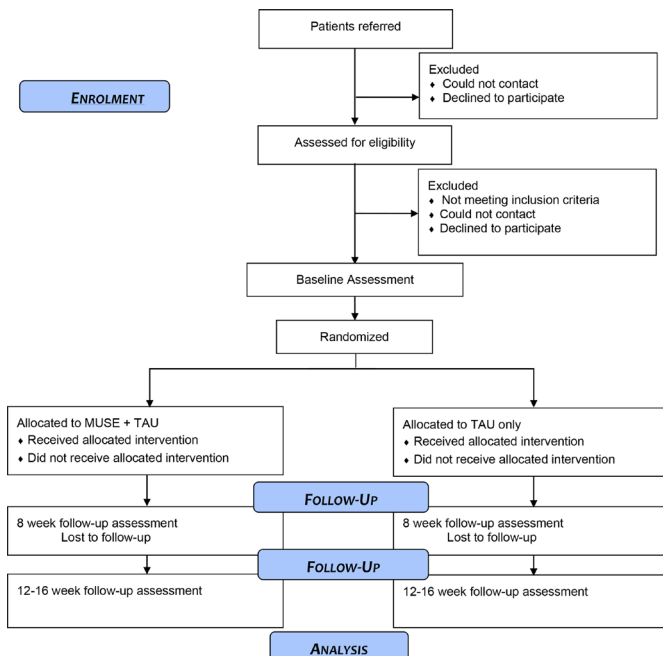 Patients referred
Excluded
♦ Could not contact
♦ Declined to participate
ENROLMENT
Assessed for eligibility
Excluded
♦ Not meeting inclusion criteria
♦ Could not contact
♦ Declined to participate
Baseline Assessment
Randomized
Allocated to MUSE + TAU
♦ Received allocated intervention
♦ Did not receive allocated intervention
Allocated to TAU only
♦ Received allocated intervention
♦ Did not receive allocated intervention
FOLLOW-UP
8 week follow-up assessment
Lost to follow-up
8 week follow-up assessment
Lost to follow-up
FOLLOW-UP
12-16 week follow-up assessment
12-16 week follow-up assessment
ANALYSIS